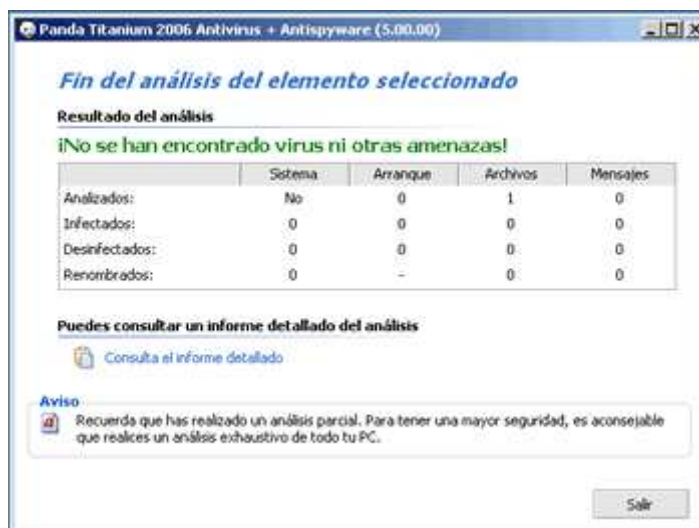 Panda Titanium 2006 Antivirus + Antispyware (5.00.00)
Fin del análisis del elemento seleccionado
Resultado del análisis
¡No se han encontrado virus ni otras amenazas!
Sistema Arranque Archivos Mensajes
Analizados: No 0 1 0
Infectados: 0 0 0 0
Desinfectados: 0 0 0 0
Renombrados: 0 - 0 0
Puedes consultar un informe detallado del análisis
Consulta el informe detallado
Aviso
Recuerda que has realizado un análisis parcial. Para tener una mayor seguridad, es aconsejable
que realices un análisis exhaustivo de todo tu PC.
Salir